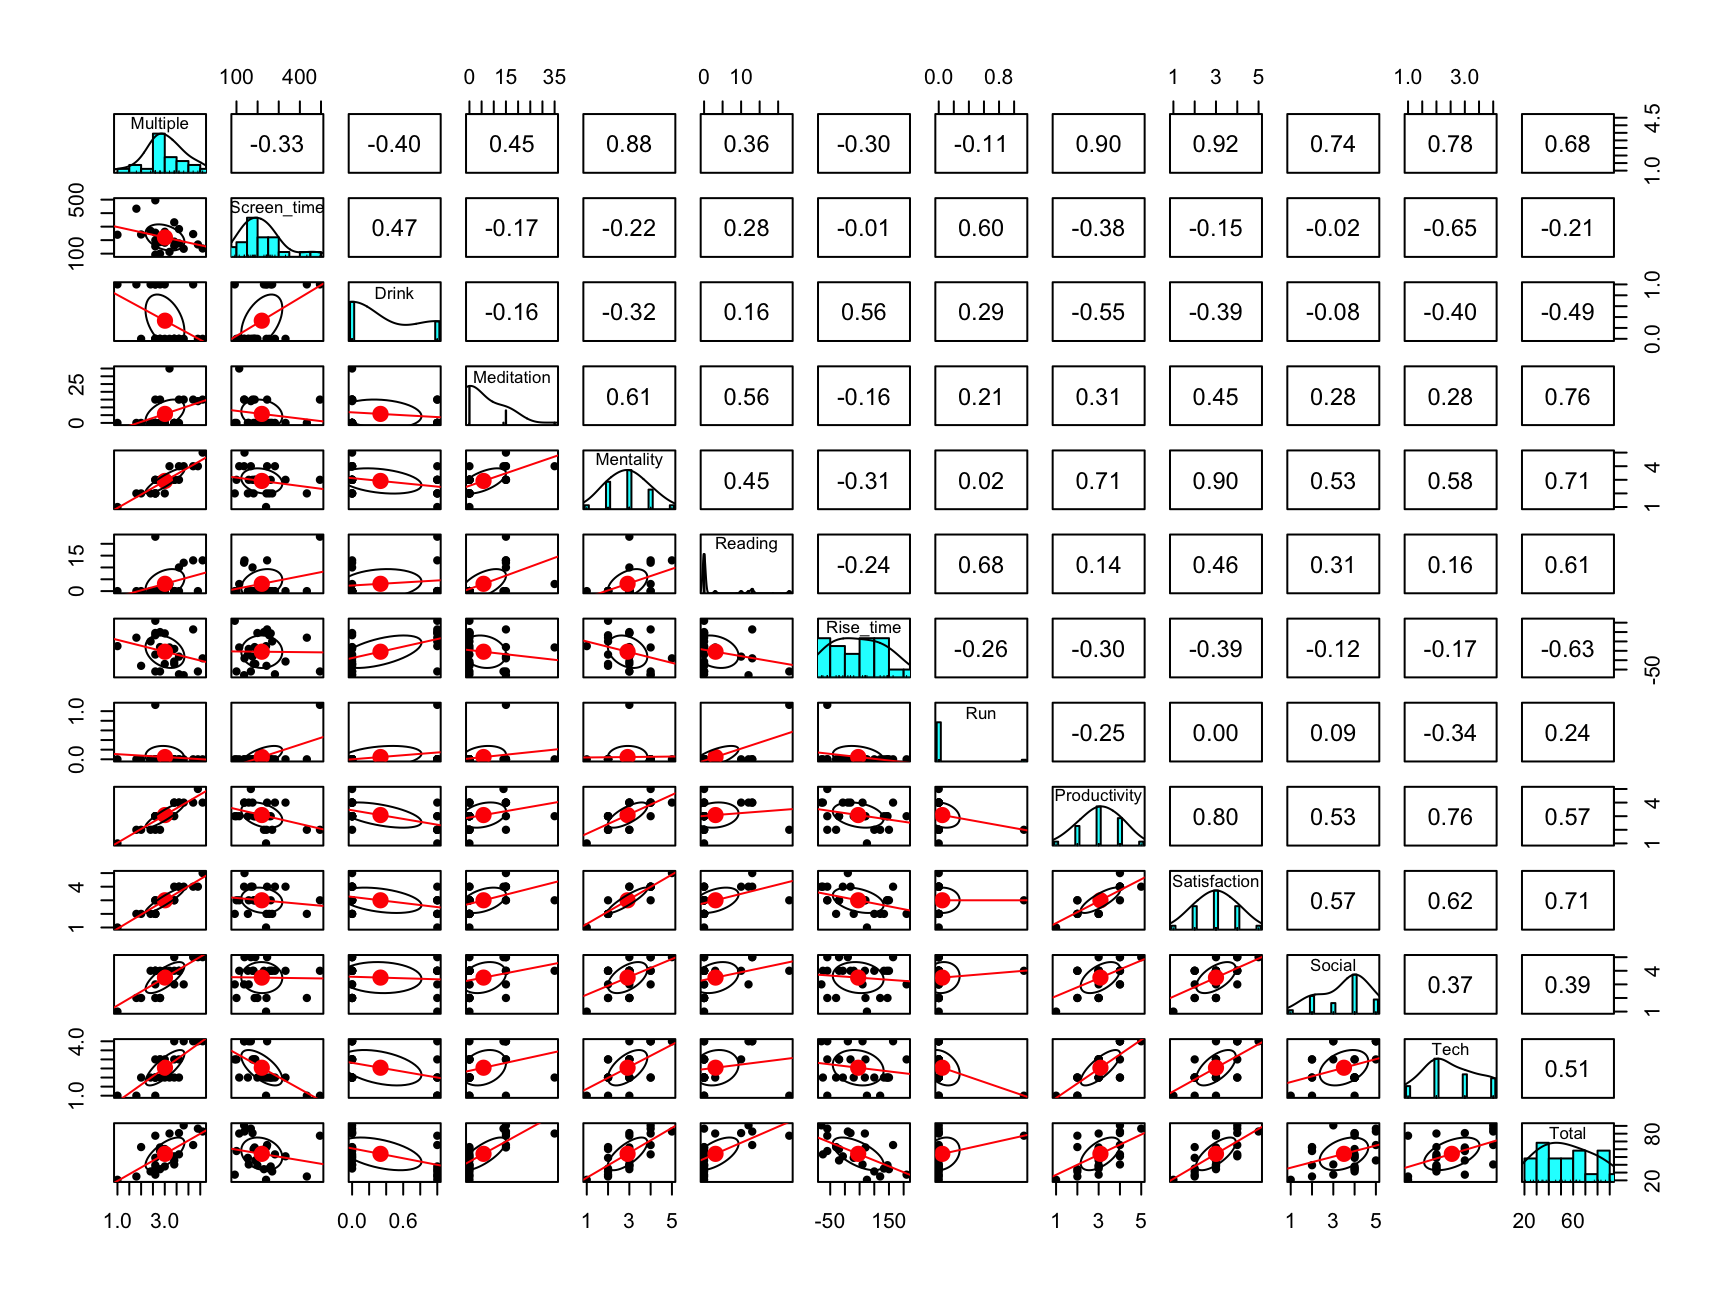 100 400 0 15 35 0 10 0.0 0.8 1 3 5 1.0 3.0
Multiple -0.33 -0.40 0.45 0.88 0.36 -0.30 -0.11 0.90 0.92 0.74 0.78 0.68 1.0 4.5
100 500 Screen_time 0.47 -0.17 -0.22 0.28 -0.01 0.60 -0.38 -0.15 -0.02 -0.65 -0.21
Drink -0.16 -0.32 0.16 0.56 0.29 -0.55 -0.39 -0.08 -0.40 -0.49 0.0 1.0
0 25 Meditation 0.61 0.56 -0.16 0.21 0.31 0.45 0.28 0.28 0.76
Mentality 0.45 -0.31 0.02 0.71 0.90 0.53 0.58 0.71 1 4
0 15 Reading -0.24 0.68 0.14 0.46 0.31 0.16 0.61
Rise_time -0.26 -0.30 -0.39 -0.12 -0.17 -0.63 -50
0.0 1.0 Run -0.25 0.00 0.09 -0.34 0.24
Productivity 0.80 0.53 0.76 0.57 1 4
1 4 Satisfaction 0.57 0.62 0.71
Social 0.37 0.39 1 4
1.0 4.0 Tech 0.51
Total 20 80
1.0 3.0 0.0 0.6 1 3 5 -50 150 1 3 5 1 3 5 20 60